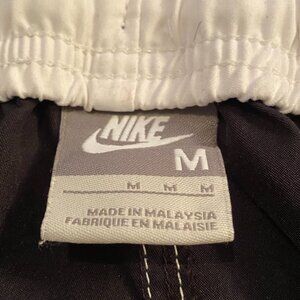 NIKE
M
M M M
MADE IN MALAYSIA
FABRIQUE EN MALAISIE